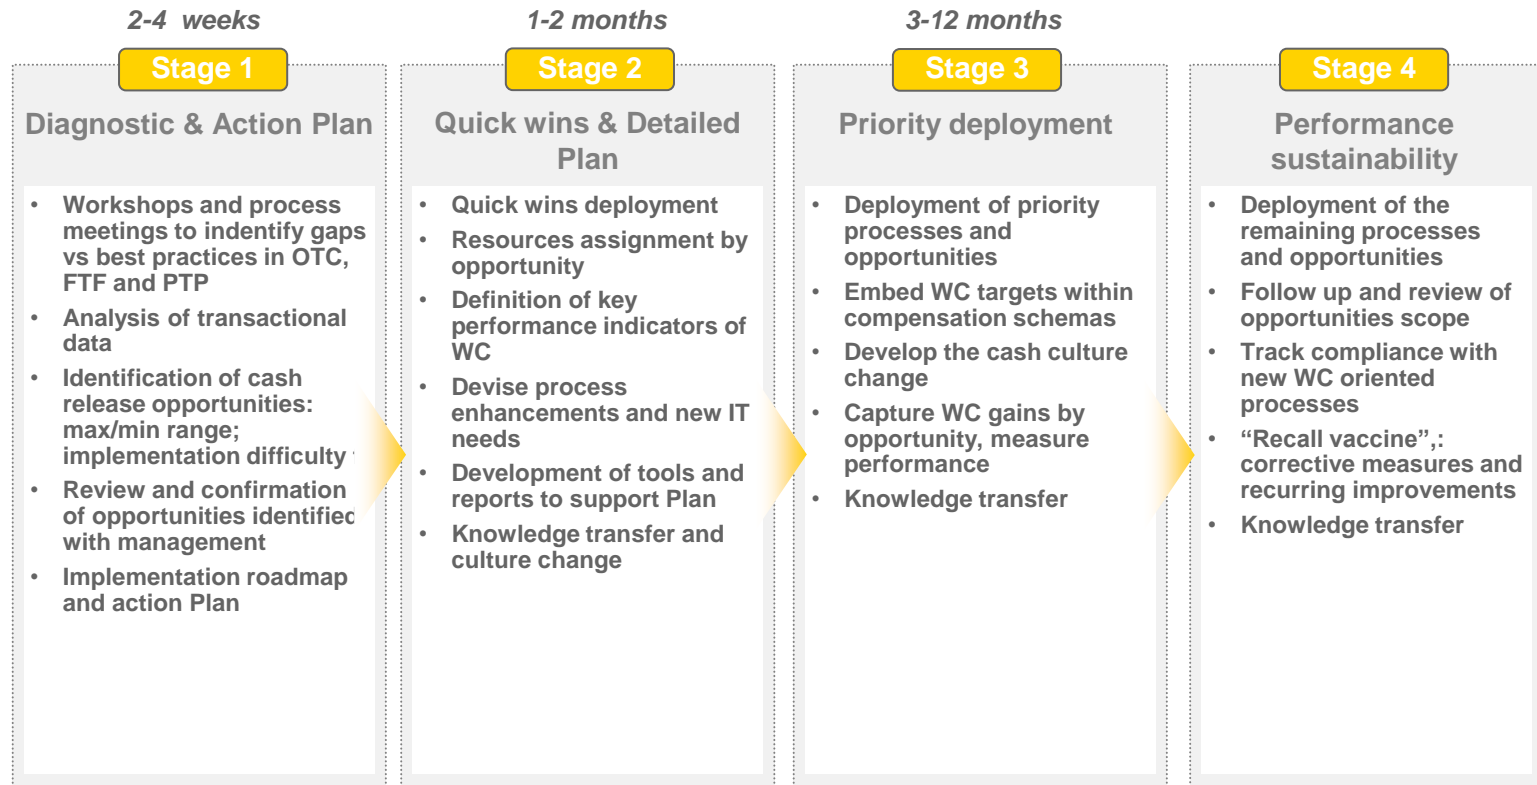 2-4 weeks
Stage 1
Diagnostic & Action Plan
• Workshops and process
meetings to indentify gaps
vs best practices in OTC,
FTF and PTP
• Analysis of transactional
data
• Identification of cash
release opportunities:
max/min range;
implementation difficulty
• Review and confirmation
of opportunities identified
with management
• Implementation roadmap
and action Plan
1-2 months
Stage 2
Quick wins & Detailed
Plan
• Quick wins deployment
• Resources assignment by
opportunity
• Definition of key
performance indicators of
WC
• Devise process
enhancements and new IT
needs
• Development of tools and
reports to support Plan
• Knowledge transfer and
culture change
3-12 months
Stage 3
Priority deployment
• Deployment of priority
processes and
opportunities
• Embed WC targets within
compensation schemas
• Develop the cash culture
change
• Capture WC gains by
opportunity, measure
performance
• Knowledge transfer
Stage 4
Performance
sustainability
• Deployment of the
remaining processes
and opportunities
• Follow up and review of
opportunities scope
• Track compliance with
new WC oriented
processes
• “Recall vaccine”,:
corrective measures and
recurring improvements
• Knowledge transfer